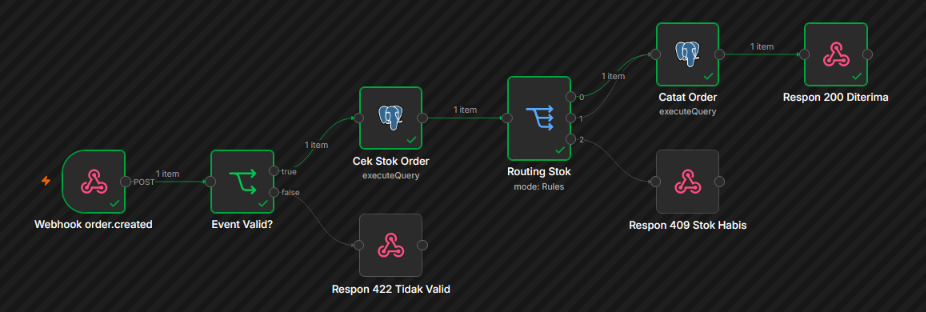 1 item
Catat Order
executeQuery
Respon 200 Diterima
1 item
0
1
2
1 item
Routing Stok
mode: Rules
1 item
Cek Stok Order
executeQuery
POST
1 item
true
false
Webhook order.created
Event Valid?
Respon 409 Stok Habis
Respon 422 Tidak Valid